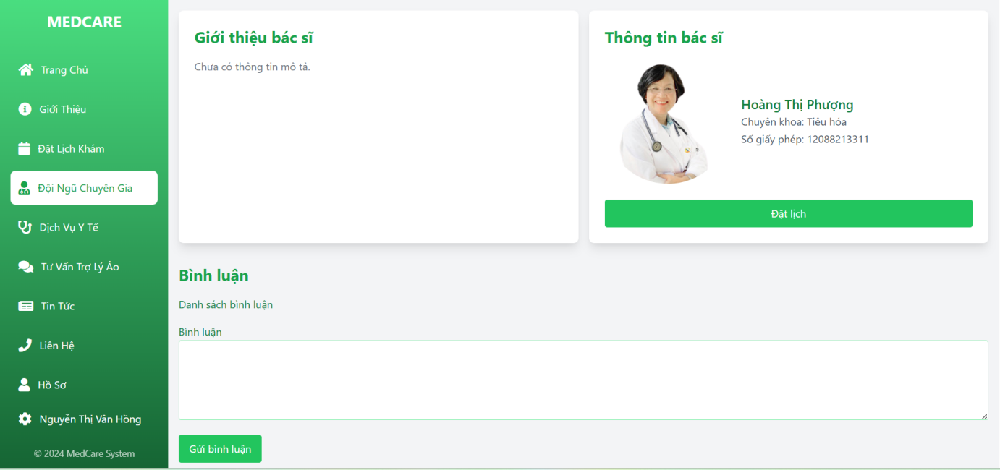 MEDCARE
Trang Chủ
Giới Thiệu
Đặt Lịch Khám
Đội Ngũ Chuyên Gia
Dịch Vụ Y Tế
Tư Vấn Trợ Lý Ảo
Tin Tức
Liên Hệ
Hồ Sơ
Nguyễn Thị Vân Hồng
© 2024 MedCare System
Giới thiệu bác sĩ
Chưa có thông tin mô tả.
Thông tin bác sĩ
Hoàng Thị Phượng
Chuyên khoa: Tiêu hóa
Số giấy phép: 12088213311
Đặt lịch
Bình luận
Danh sách bình luận
Bình luận
Gửi bình luận